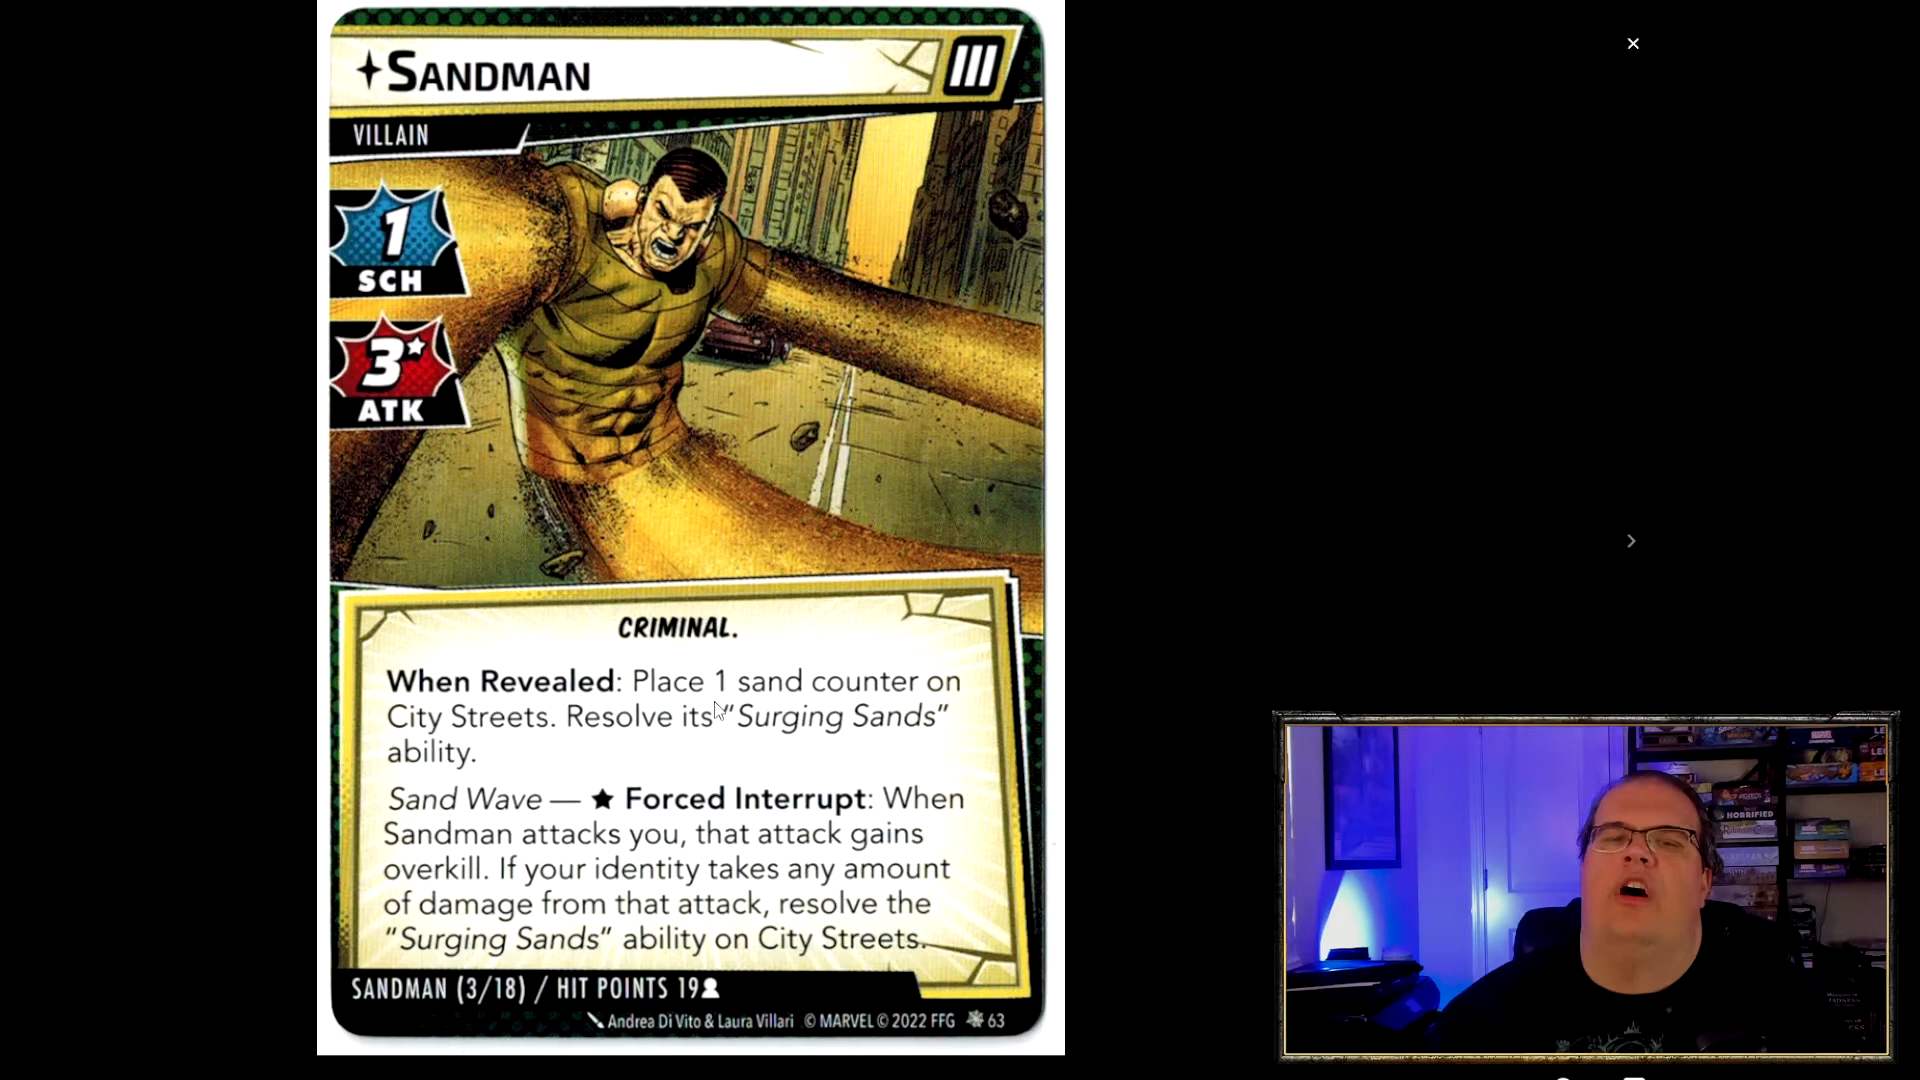 SANDMAN
III
VILLAIN
1
SCH
3
ATK
CRIMINAL.
When Revealed: Place 1 sand counter on
City Streets. Resolve its "Surging Sands"
ability.
Sand Wave — ★ Forced Interrupt: When
Sandman attacks you, that attack gains
overkill. If your identity takes any amount
of damage from that attack, resolve the
"Surging Sands" ability on City Streets.
SANDMAN (3/18) / HIT POINTS 19
Andrea Di Vito & Laura Villari © MARVEL © 2022 FFG 63
HORRIFIED